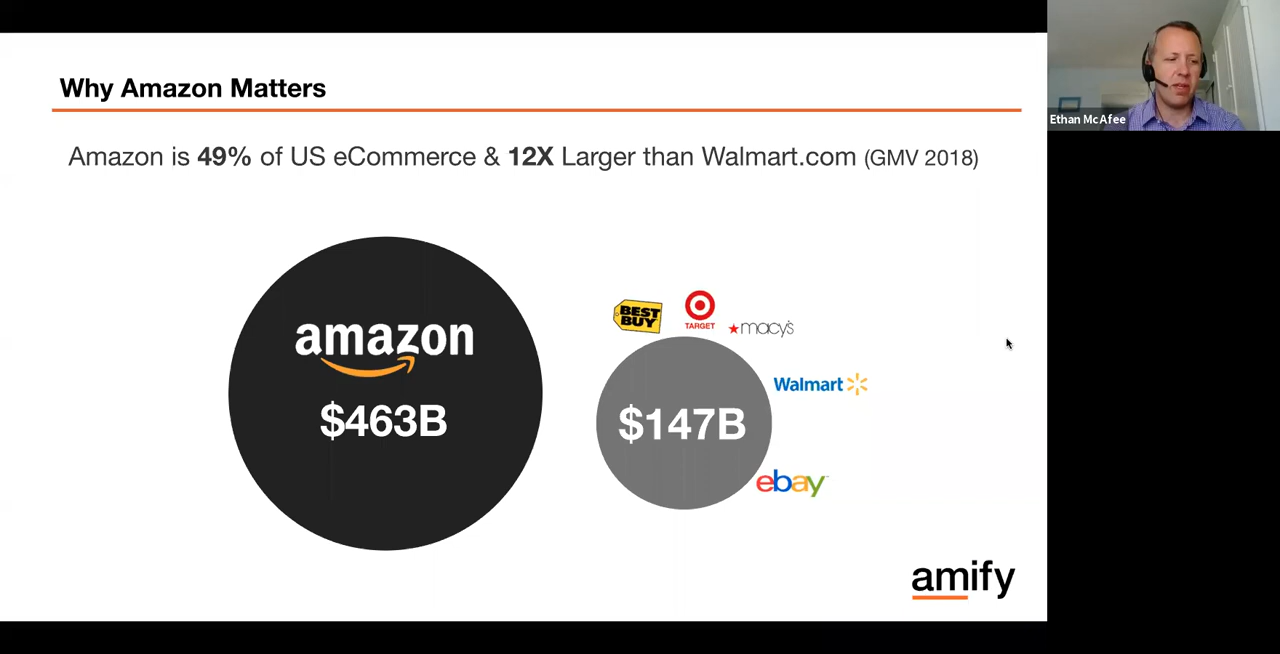 Why Amazon Matters
Ethan McAfee
Amazon is 49% of US eCommerce & 12X Larger than Walmart.com (GMV 2018)
amazon
$463B
BEST
BUY
TARGET
macy's
Walmart
$147B
ebay
amify